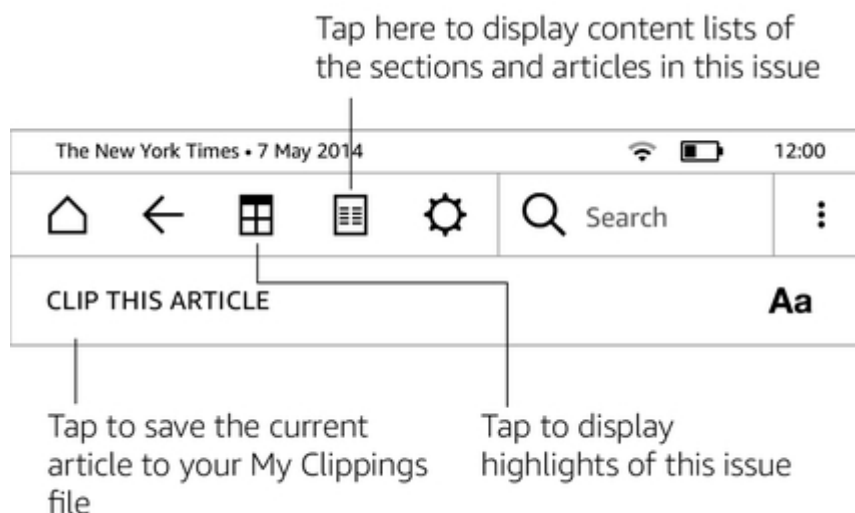 Tap here to display content lists of
the sections and articles in this issue
The New York Times • 7 May 2014
12:00
Search
CLIP THIS ARTICLE
Aa
Tap to save the current
article to your My Clippings
file
Tap to display
highlights of this issue